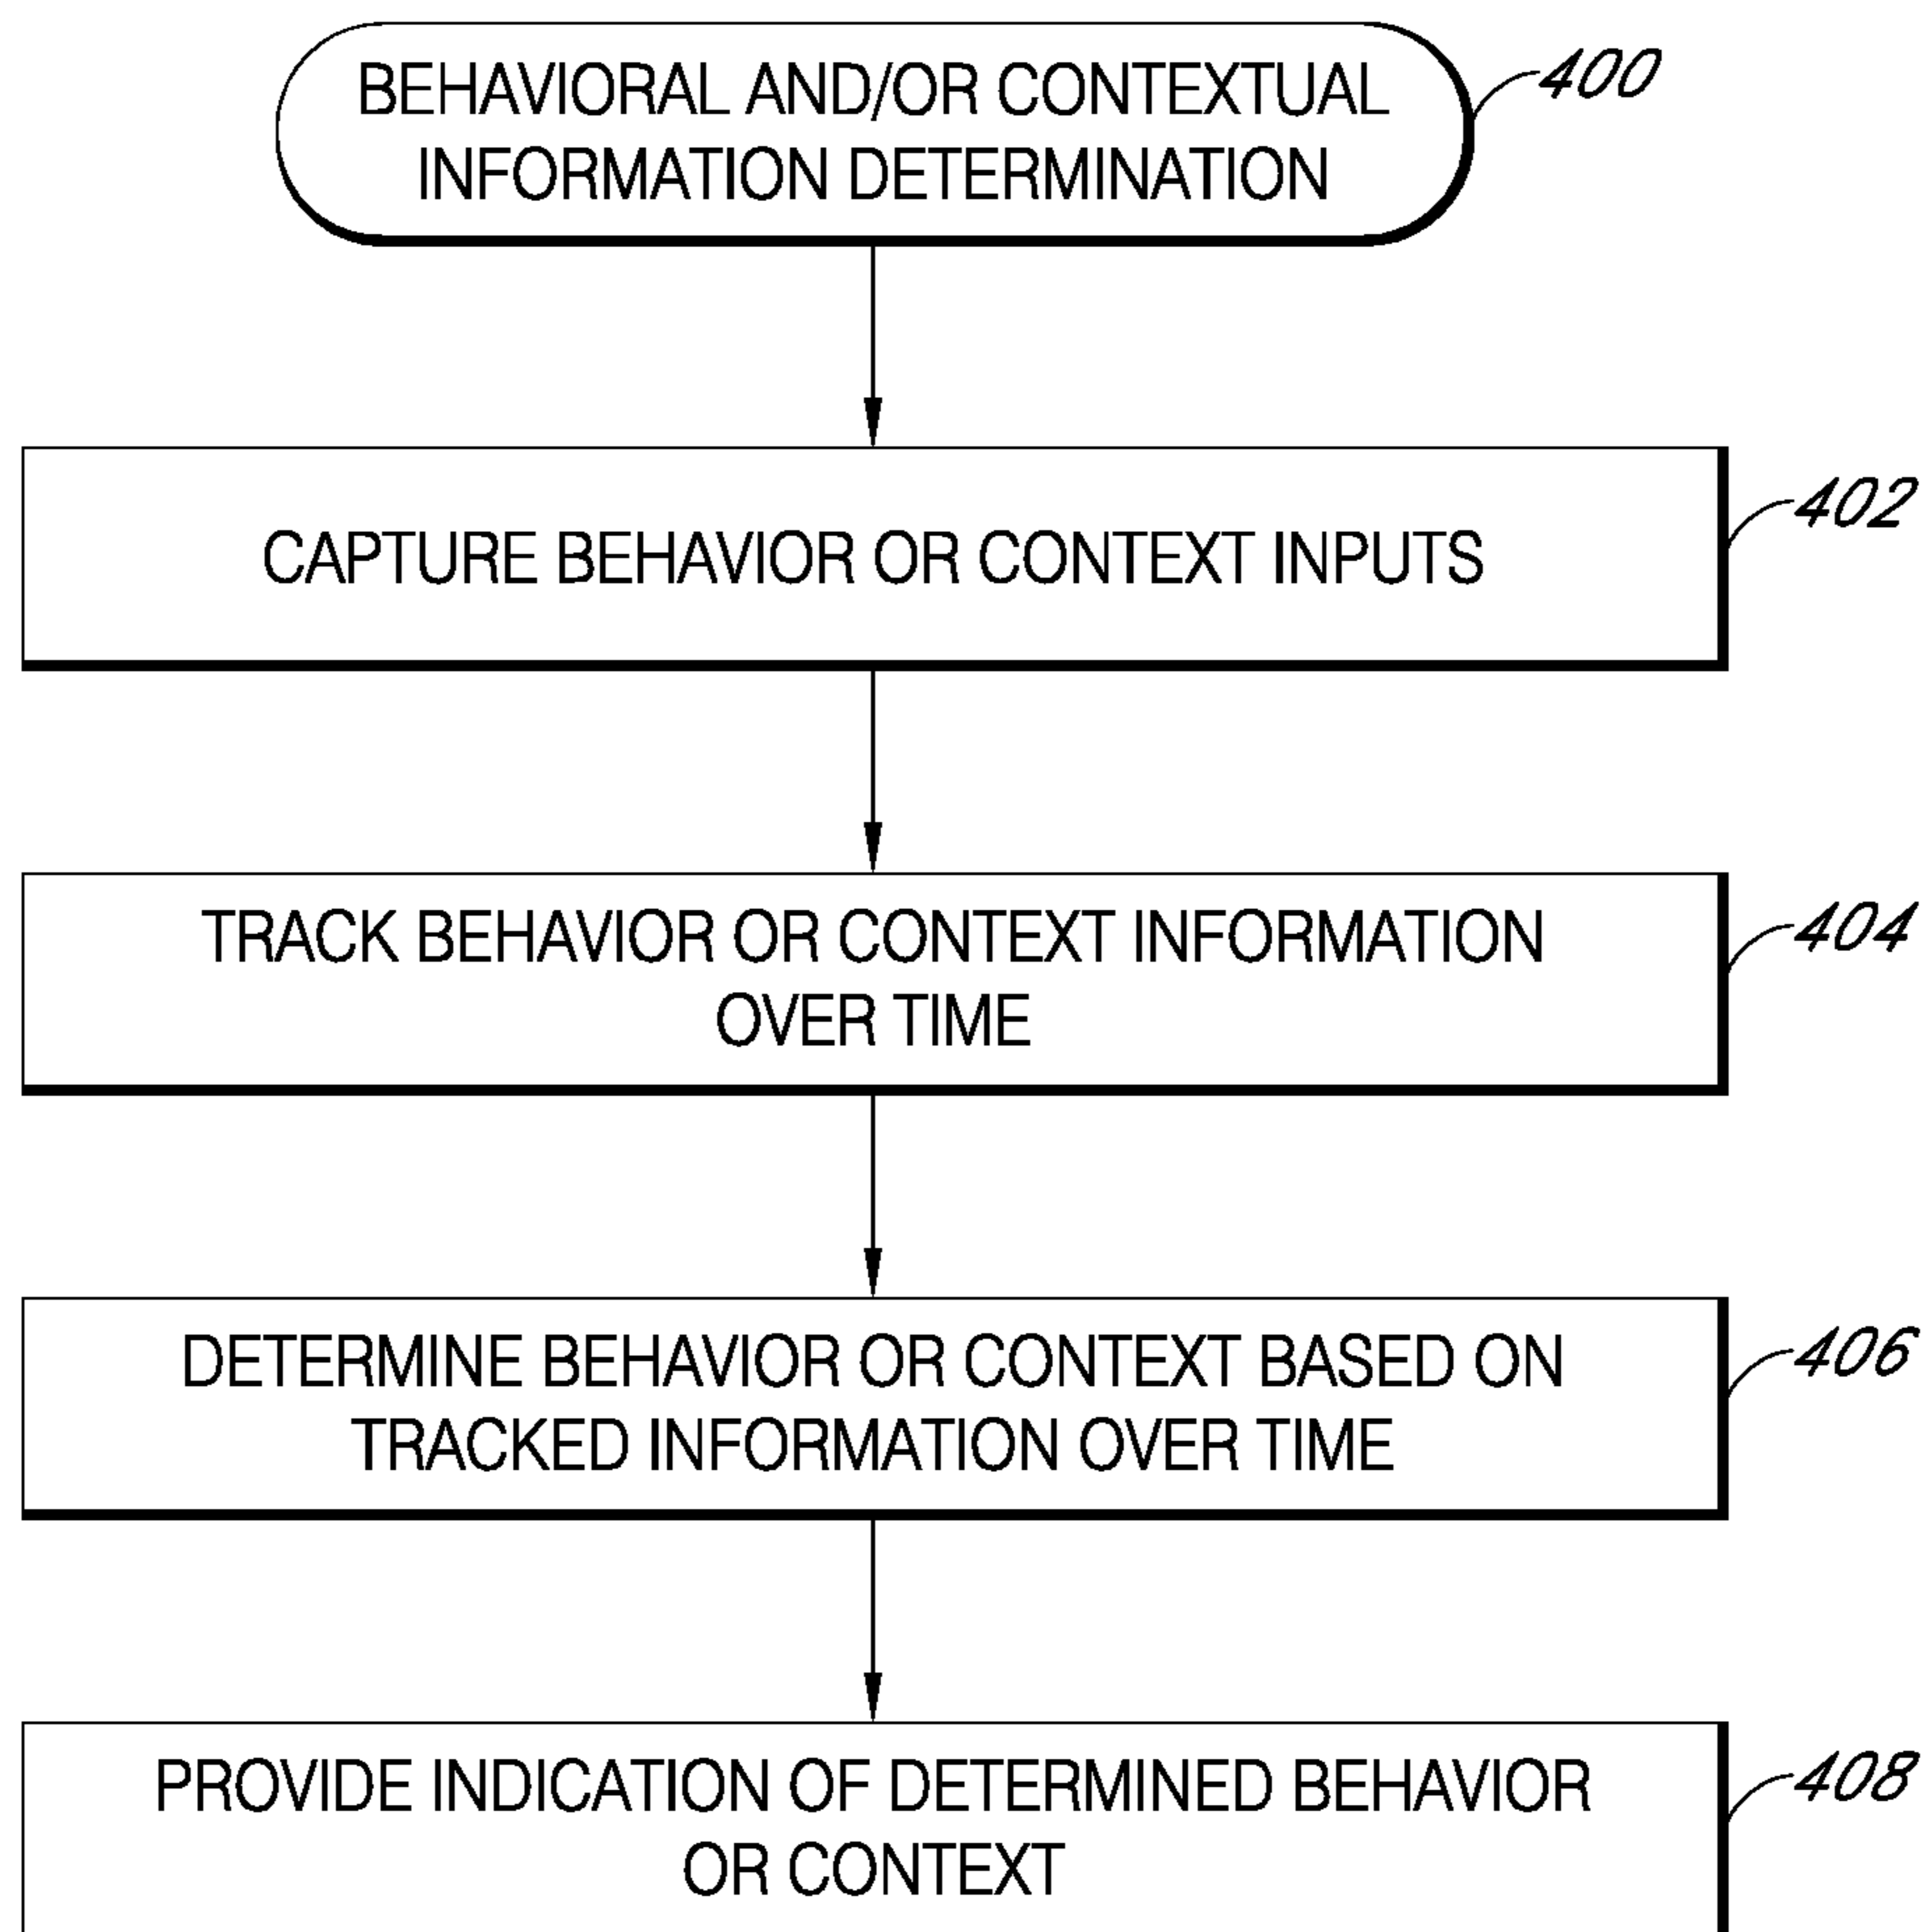 BEHAVIORAL AND/OR CONTEXTUAL
INFORMATION DETERMINATION
400
CAPTURE BEHAVIOR OR CONTEXT INPUTS
402
TRACK BEHAVIOR OR CONTEXT INFORMATION
OVER TIME
404
DETERMINE BEHAVIOR OR CONTEXT BASED ON
TRACKED INFORMATION OVER TIME
406
PROVIDE INDICATION OF DETERMINED BEHAVIOR
OR CONTEXT
408